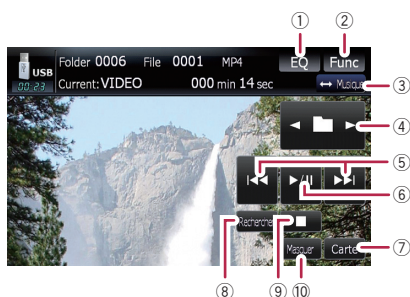 ① ②
USB Folder 0006 File 0001 MP4 EQ Func
00:23 Current: VIDEO 000 min 14 sec ↔ Musique ③
④
⑤
⑥
Rechercher
Masquer Carte ⑦
⑧ ⑨ ⑩